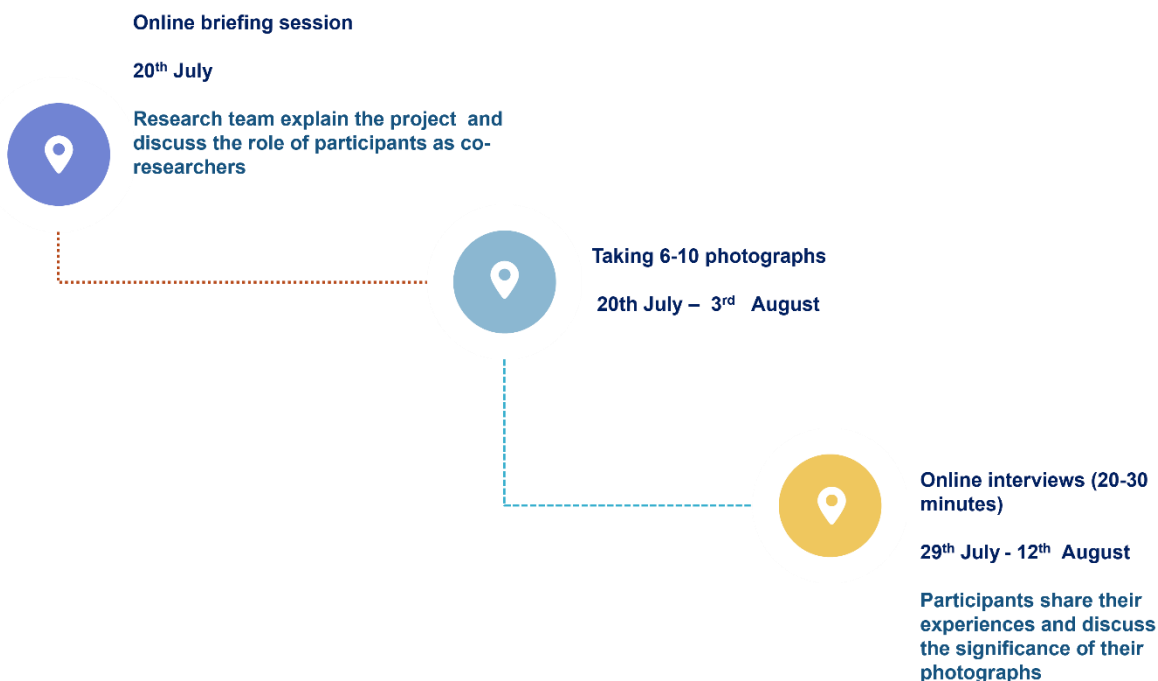 Online briefing session
20th July
Research team explain the project and
discuss the role of participants as co-
researchers
Taking 6-10 photographs
20th July – 3rd August
Online interviews (20-30
minutes)
29th July - 12th August
Participants share their
experiences and discuss
the significance of their
photographs